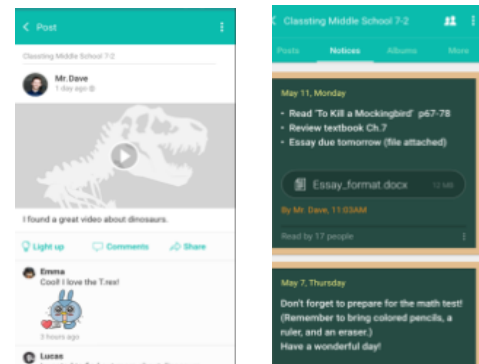 Post
Classting Middle School 7-2
Mr.Dave
1 day ago
I found a great video about dinosaurs.
Light up
Comments
Share
Emma
Cool! I love the T.rex!
3 hours ago
Lucas
Classting Middle School 7-2
Posts
Notices
Albums
More
May 11, Monday
• Read 'To Kill a Mockingbird' p67-78
• Review textbook Ch.7
• Essay due tomorrow (file attached)
Essay_format.docx
10 MB
By Mr. Dave, 11:03AM
Read by 17 people
May 7, Thursday
Don't forget to prepare for the math test!
(Remember to bring colored pencils, a
ruler, and an eraser.)
Have a wonderful day!